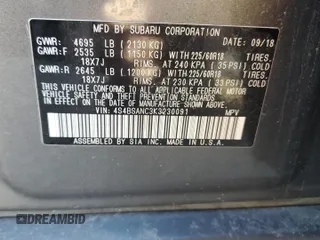 MFD. BY SUBARU CORPORATION DATE: 09/18
GVWR: 4695 LB (2130 KG)
GAWR:F 2535 LB (1150 KG) WITH 225/60R18 TIRES,
18X7J RIMS, AT 240 KPA (35 PSI) COLD
GAWR:R 2645 LB (1200 KG) WITH 225/60R18 TIRES,
18X7J RIMS, AT 230 KPA (33 PSI) COLD
THIS VEHICLE CONFORMS TO ALL APPLICABLE
FEDERAL MOTOR VEHICLE SAFETY, BUMPER, AND THEFT
PREVENTION STANDARDS IN EFFECT ON THE DATE
OF MANUFACTURE SHOWN ABOVE.
VIN: 4S4BSANC3K3230091 MPV
ASSEMBLED BY SIA INC. MADE IN U.S.A.